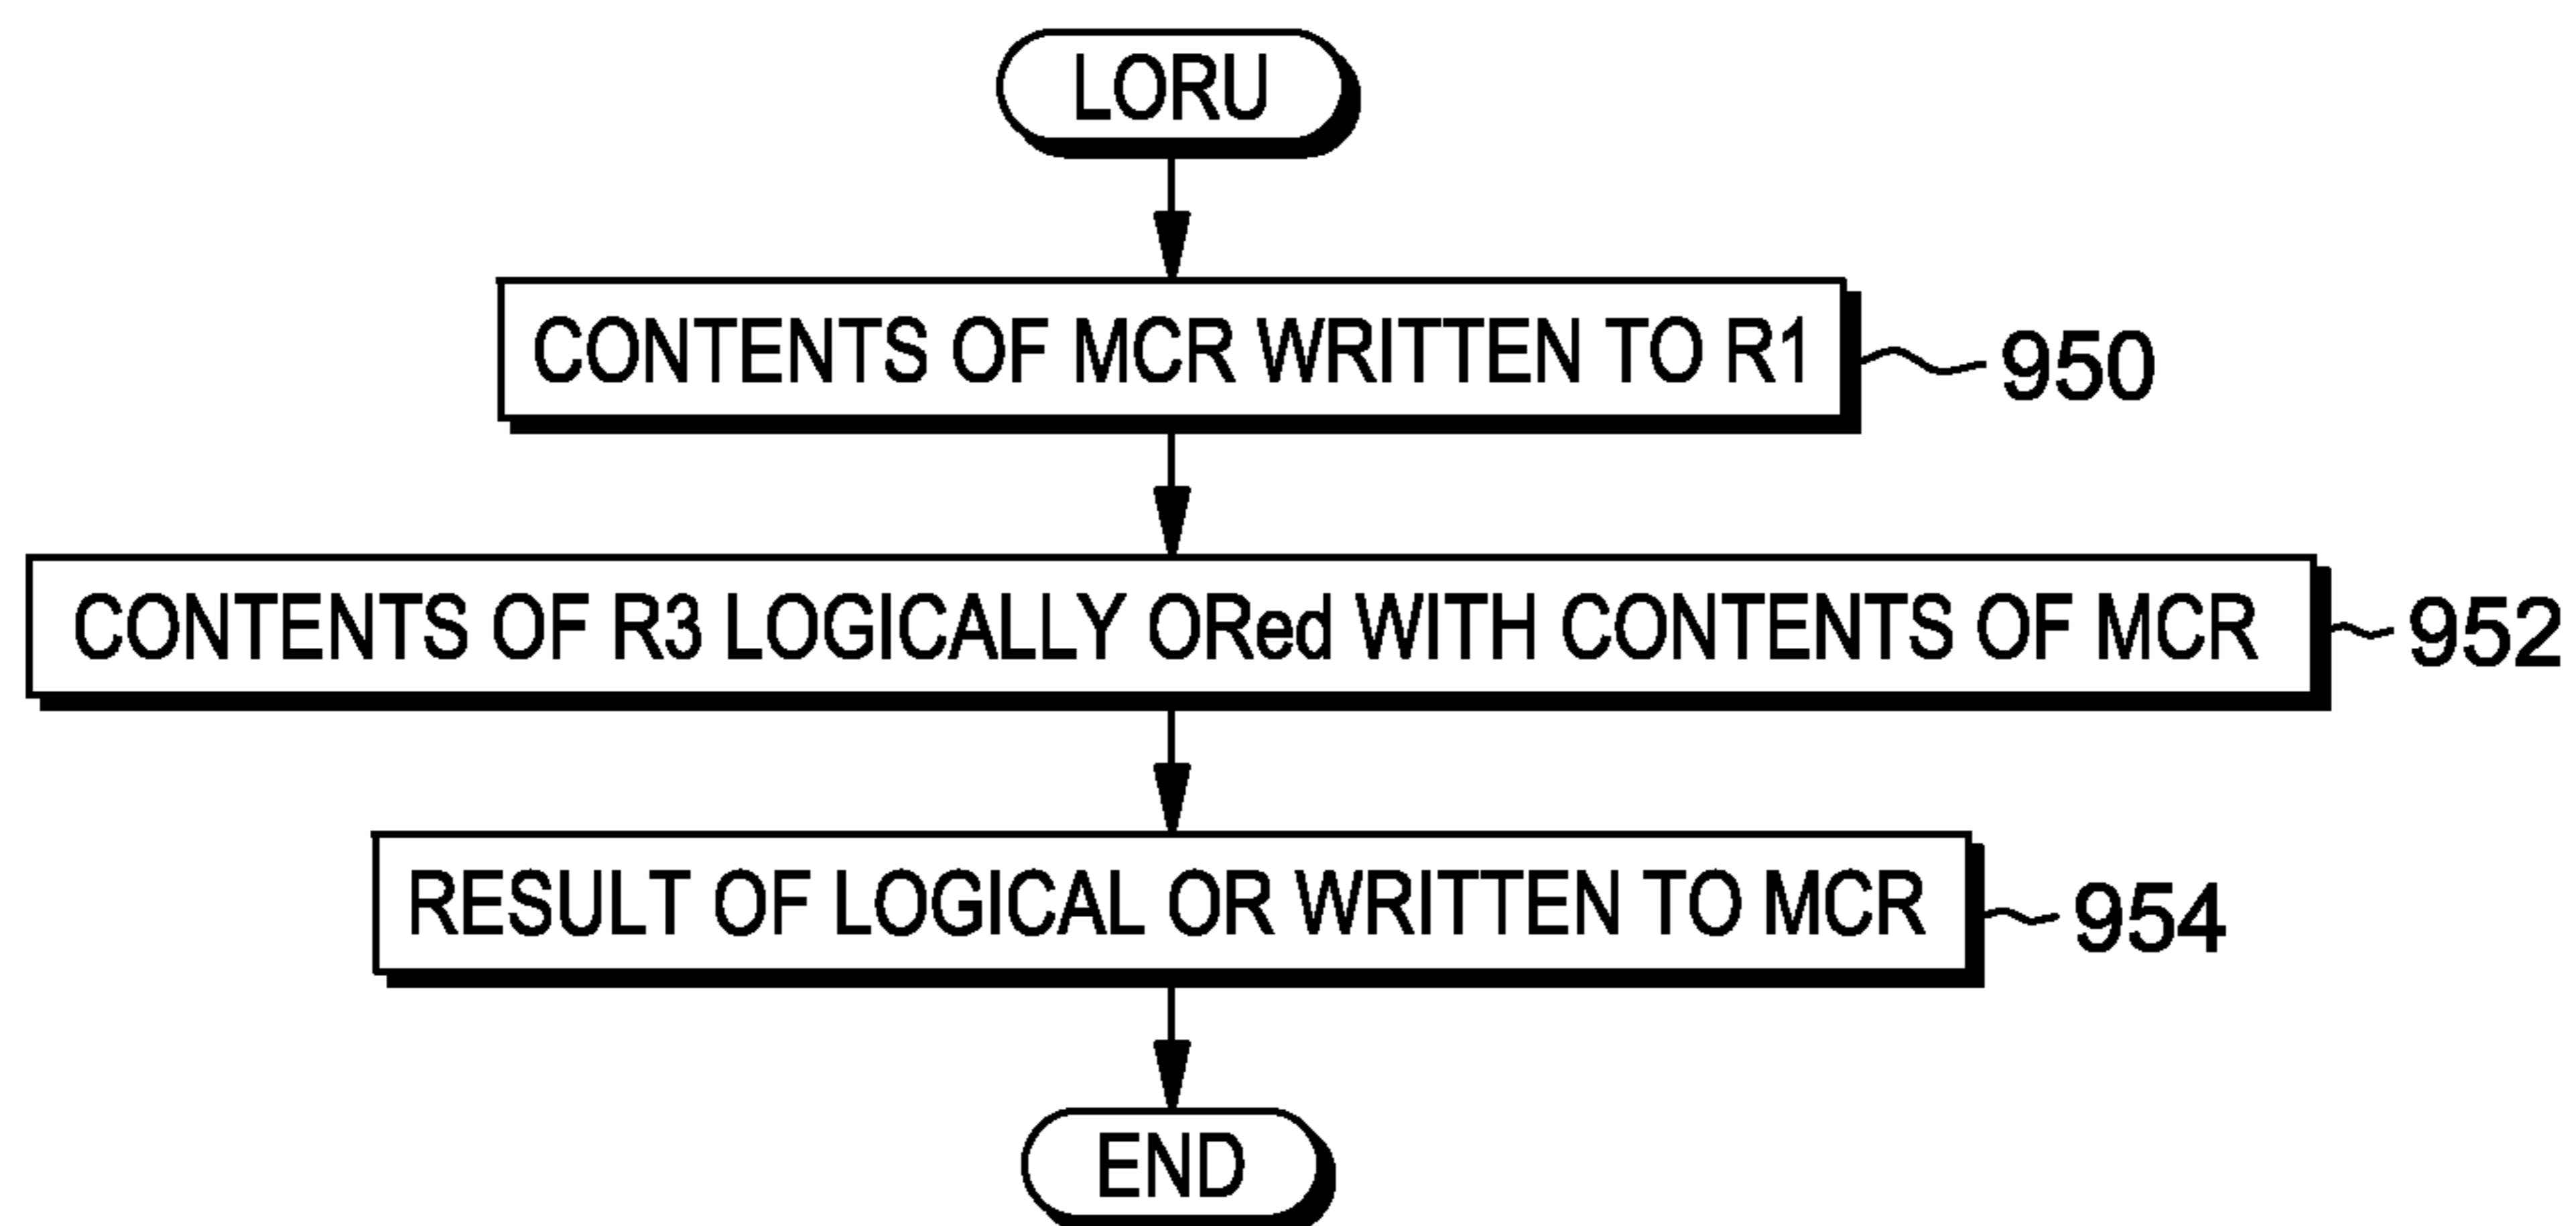 LORU
CONTENTS OF MCR WRITTEN TO R1
950
CONTENTS OF R3 LOGICALLY ORed WITH CONTENTS OF MCR
952
RESULT OF LOGICAL OR WRITTEN TO MCR
954
END